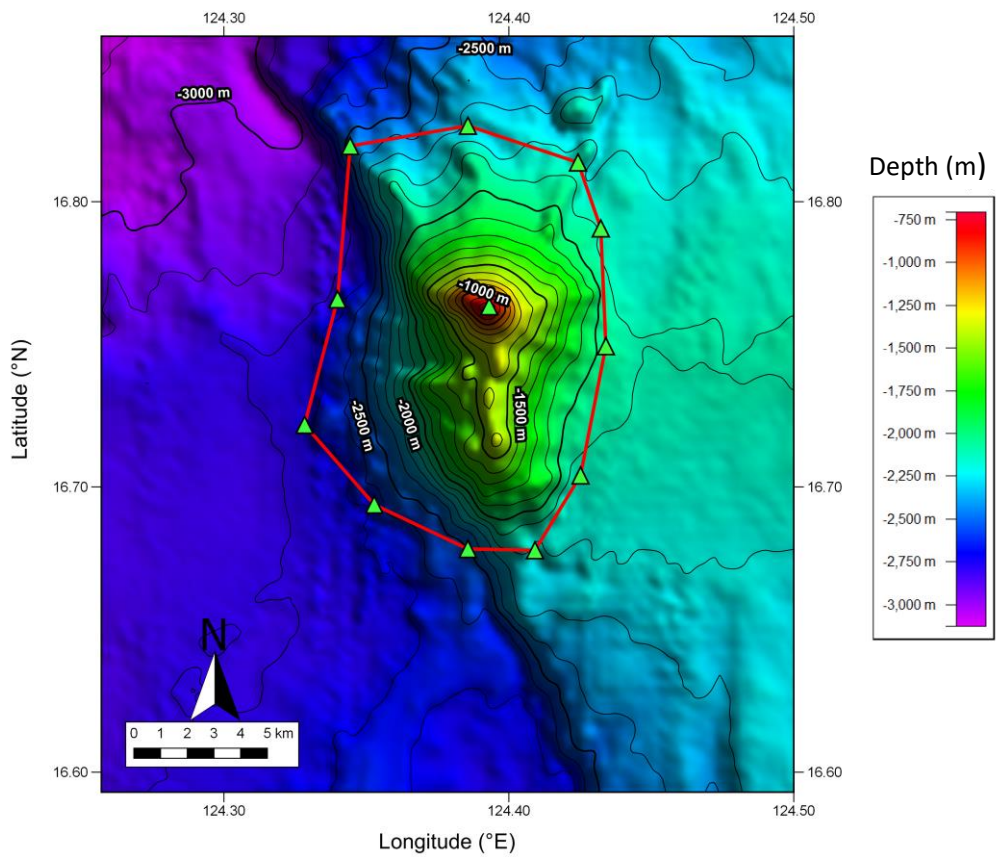 124.30 124.40 124.50
-2500 m
-3000 m
Depth (m)
16.80 16.80
-750 m
-1,000 m
-1,250 m
-1,500 m
-1,750 m
-2,000 m
-2,250 m
-2,500 m
-2,750 m
-3,000 m
-1000 m
Latitude (°N)
-2500 m
-2000 m
-1500 m
16.70 16.70
N
0 1 2 3 4 5 km
16.60 16.60
124.30 124.40 124.50
Longitude (°E)